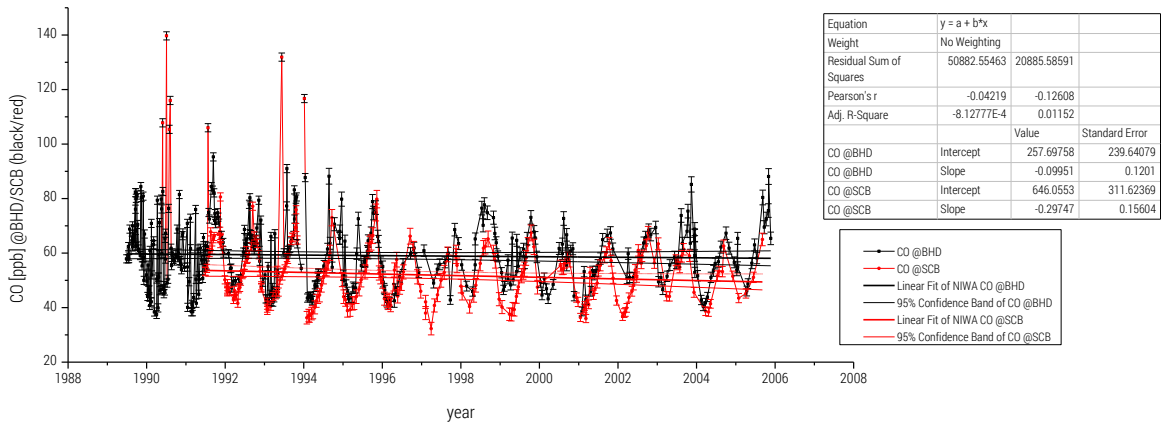 140
120
100
80
60
40
20
CO [ppb] @BHD/SCB (black/red)
1988 1990 1992 1994 1996 1998 2000 2002 2004 2006 2008
year
Equation y = a + b*x
Weight No Weighting
Residual Sum of Squares 50882.55463 20885.58591
Pearson's r -0.04219 -0.12608
Adj. R-Square -8.12777E-4 0.01152
Value Standard Error
CO @BHD Intercept 257.69758 239.64079
CO @BHD Slope -0.09951 0.1201
CO @SCB Intercept 646.0553 311.62369
CO @SCB Slope -0.29747 0.15604
CO @BHD
CO @SCB
Linear Fit of NIWA CO @BHD
95% Confidence Band of CO @BHD
Linear Fit of NIWA CO @SCB
95% Confidence Band of CO @SCB